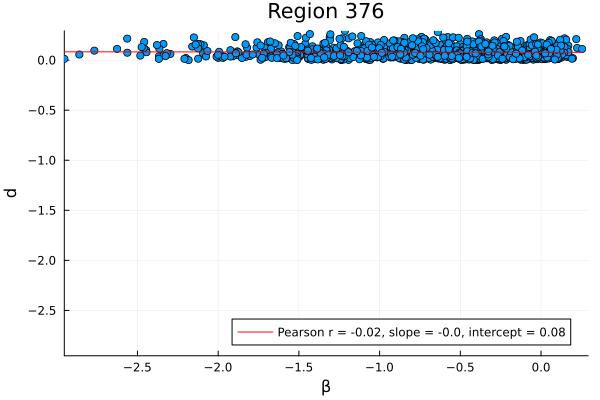 Region 376
0.0
−0.5
−1.0
−1.5
−2.0
−2.5
d
Pearson r = -0.02, slope = -0.0, intercept = 0.08
−2.5 −2.0 −1.5 −1.0 −0.5 0.0
β